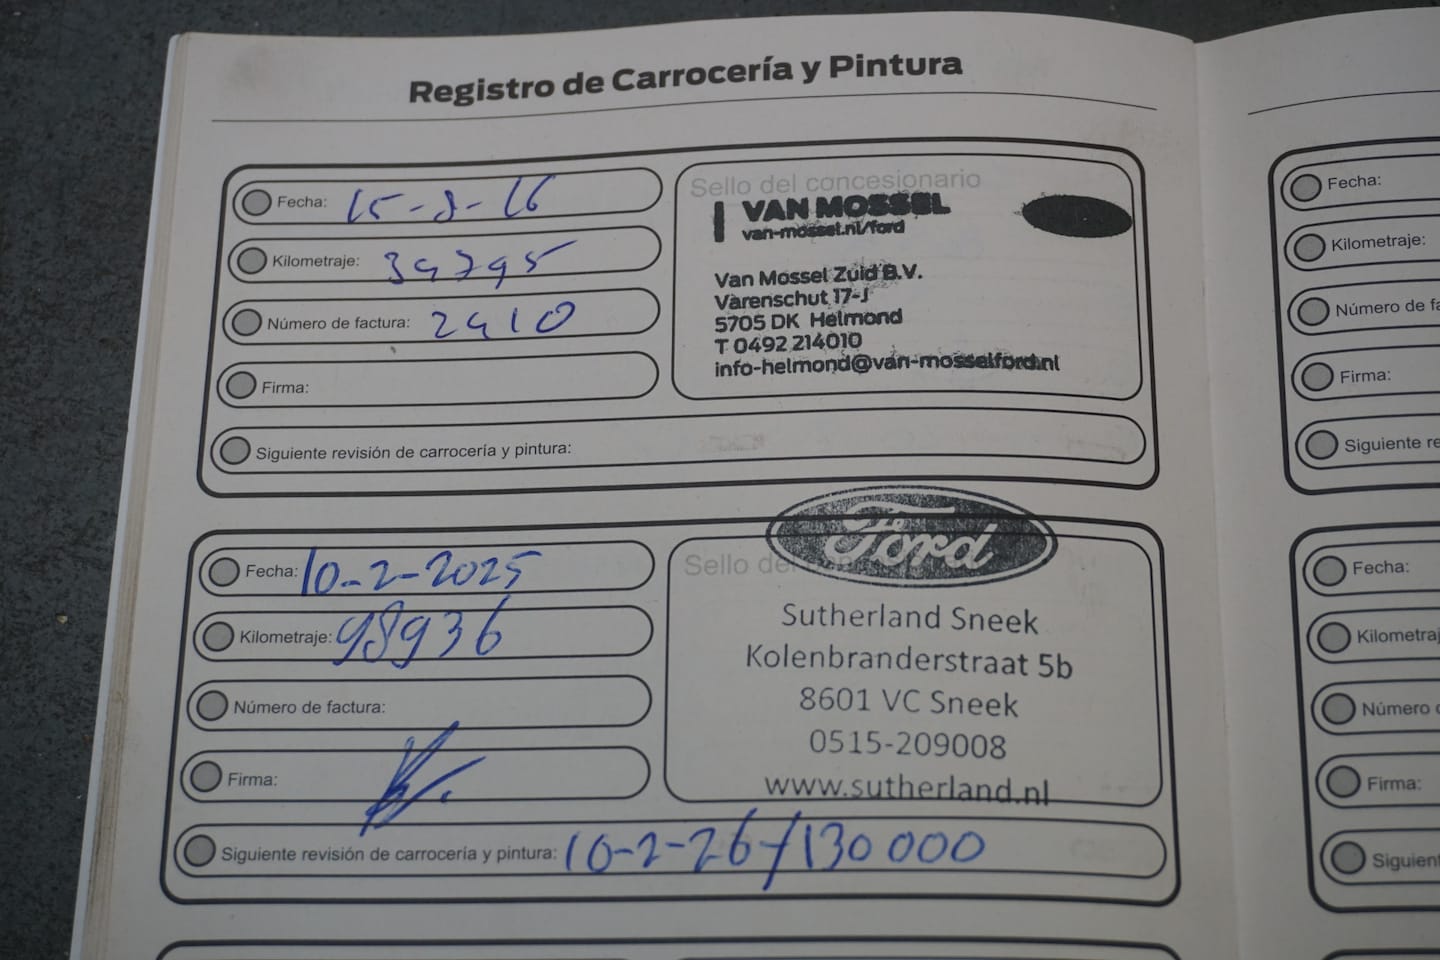 Registro de Carrocería y Pintura
Fecha: 15-8-16
Kilometraje: 39795
Número de factura: 2910
Firma:
Siguiente revisión de carrocería y pintura:
Sello del concesionario
VAN MOSSEL
van-mossel.nl/ford
Van Mossel Zuid B.V.
Varenschut 17-J
5705 DK Helmond
T 0492 214010
info-helmond@van-mosselford.nl
Fecha: 10-2-2025
Kilometraje: 98936
Número de factura:
Firma:
Siguiente revisión de carrocería y pintura: 10-2-26/130000
Sello del
Ford
Sutherland Sneek
Kolenbranderstraat 5b
8601 VC Sneek
0515-209008
www.sutherland.nl
Fecha:
Kilometraje:
Número de fa
Firma:
Siguiente re
Fecha:
Kilometraj
Número d
Firma:
Siguient